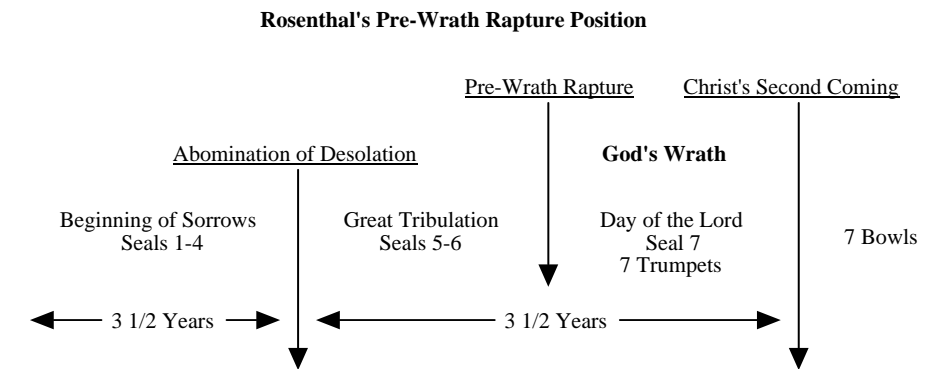 Rosenthal's Pre-Wrath Rapture Position
Pre-Wrath Rapture
Christ's Second Coming
Abomination of Desolation
God's Wrath
Beginning of Sorrows
Seals 1-4
Great Tribulation
Seals 5-6
Day of the Lord
Seal 7
7 Trumpets
7 Bowls
3 1/2 Years
3 1/2 Years